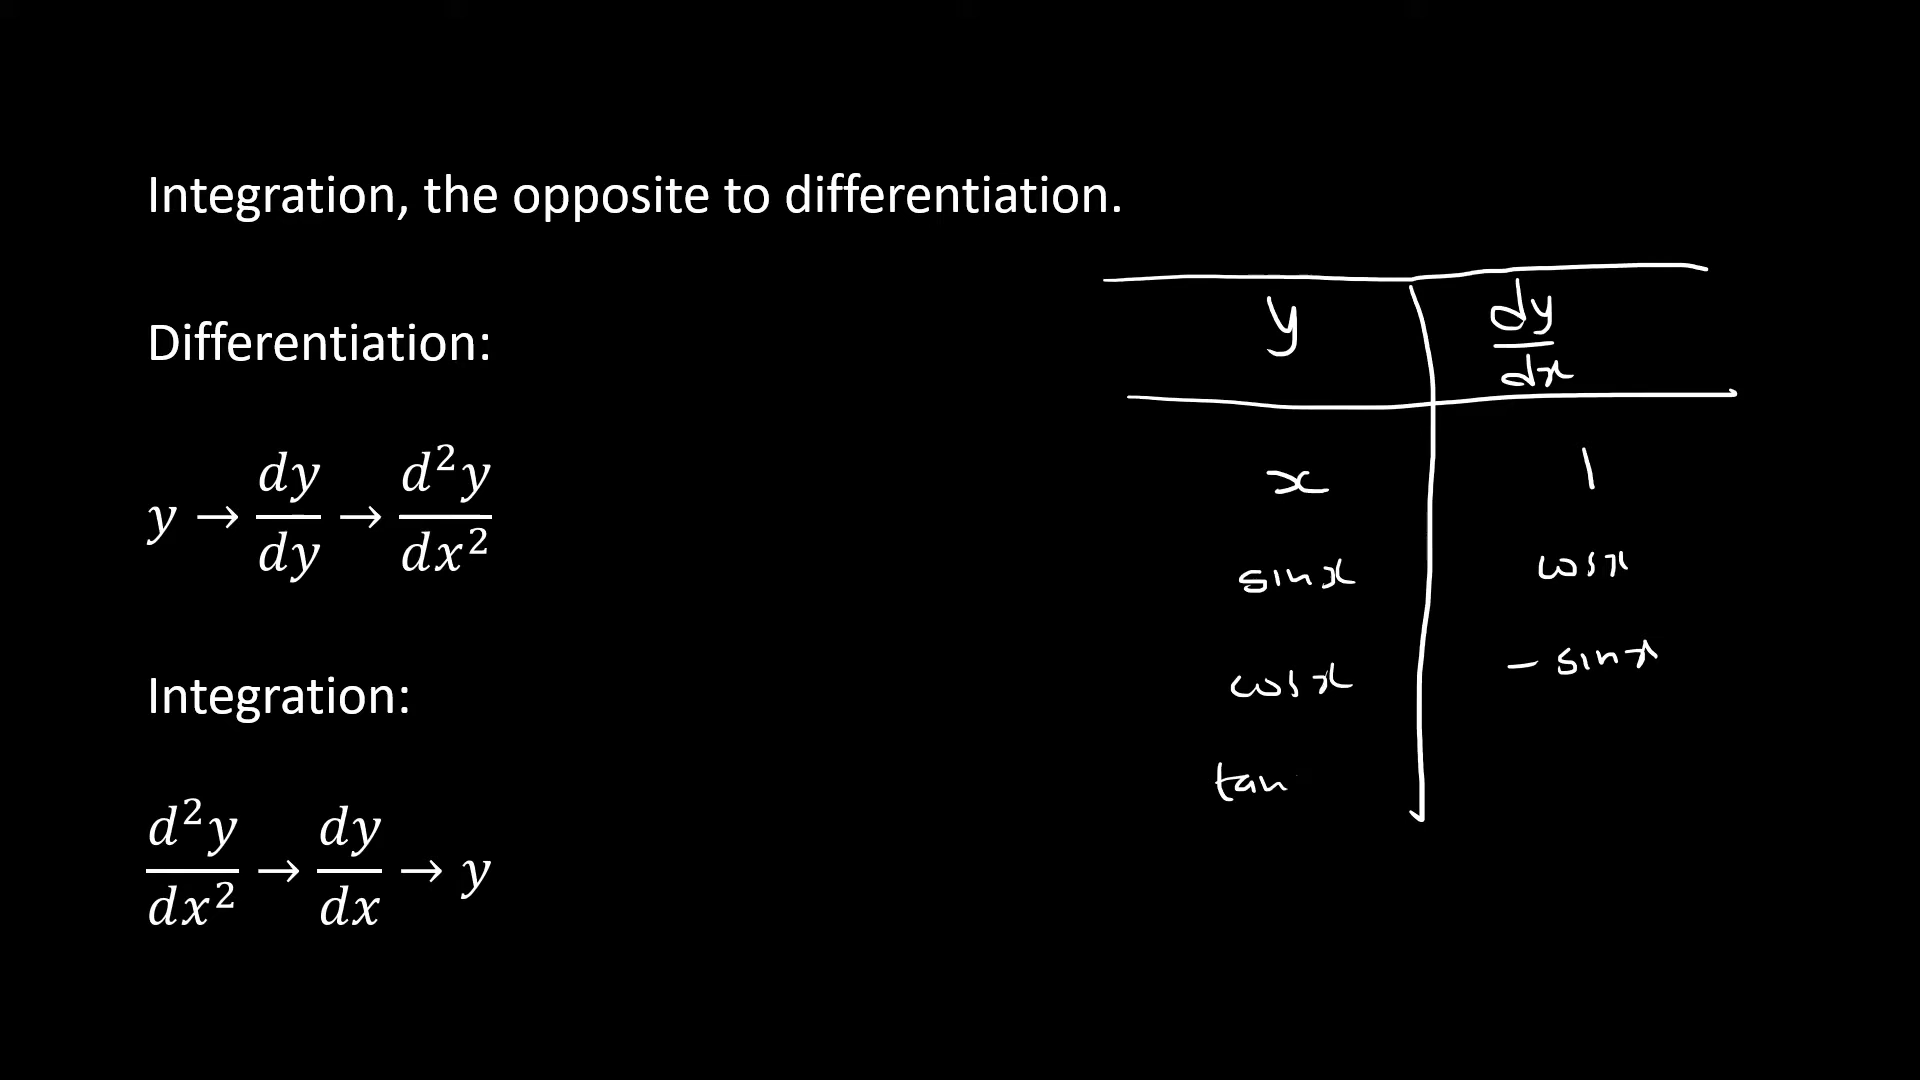 Integration, the opposite to differentiation.
Differentiation:
y → dy/dy → d²y/dx²
Integration:
d²y/dx² → dy/dx → y
y dy/dx
x 1
sinx cosx
cosx – sinx
tan